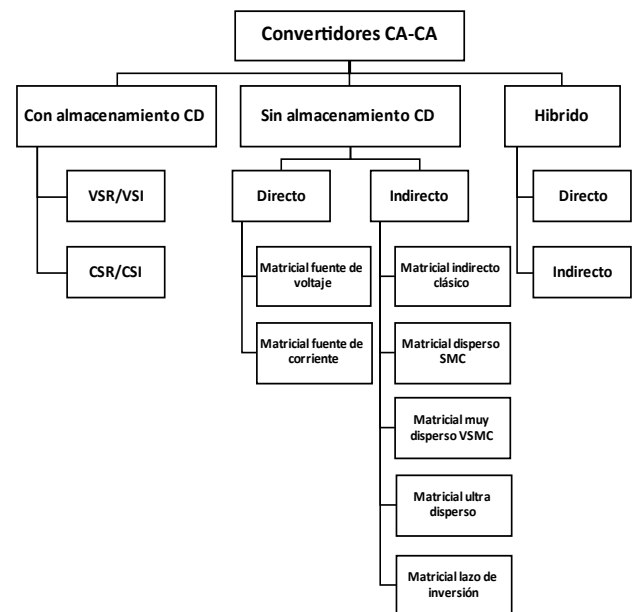 Convertidores CA-CA
Con almacenamiento CD
Sin almacenamiento CD
Hibrido
VSR/VSI
CSR/CSI
Directo
Indirecto
Directo
Indirecto
Matricial fuente de
voltaje
Matricial fuente de
corriente
Matricial indirecto
clásico
Matricial disperso
SMC
Matricial muy
disperso VSMC
Matricial ultra
disperso
Matricial lazo de
inversión